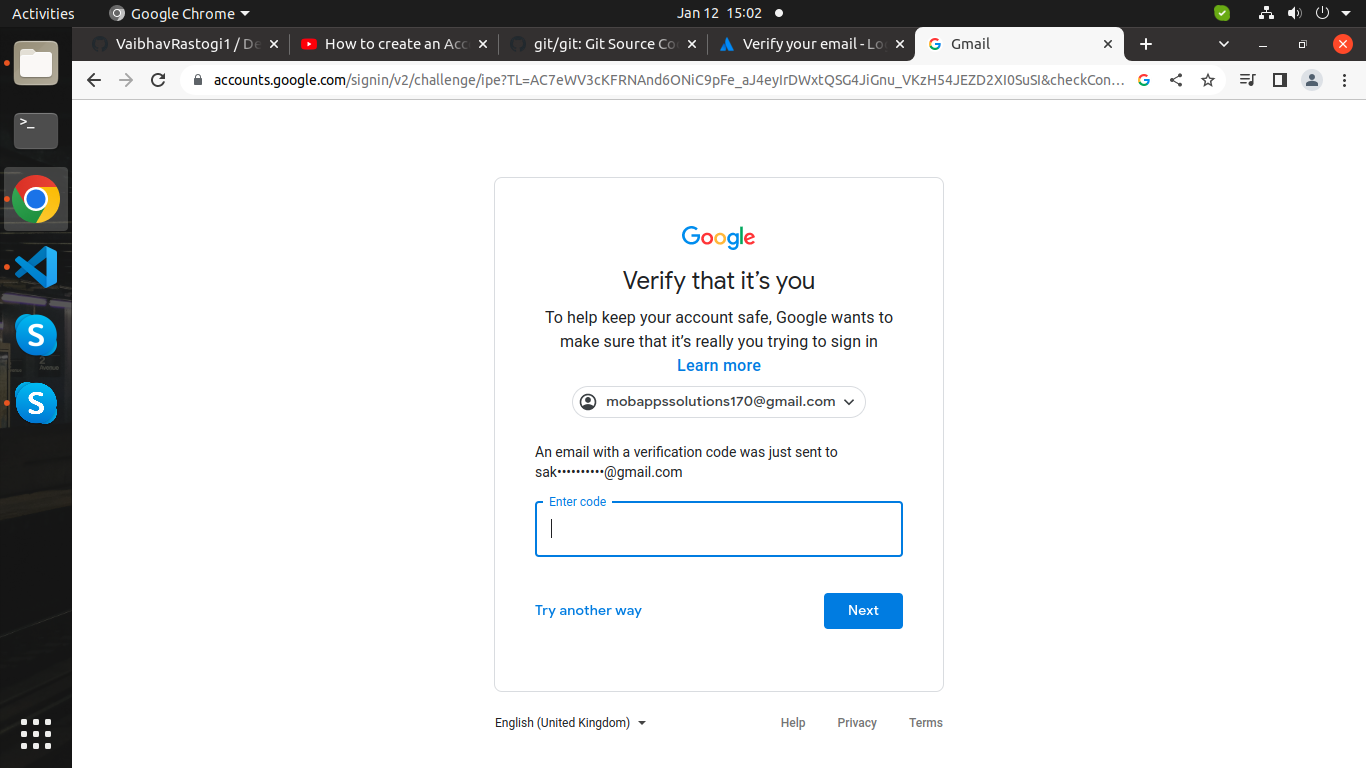 Activities
Google Chrome
Jan 12 15:02
VaibhavRastogi1 / De
How to create an Acc
git/git: Git Source Co
Verify your email - Lo
Gmail
accounts.google.com/signin/v2/challenge/ipe?TL=AC7eWV3cKFRNAnd6ONiC9pFe_aJ4eyIrDWxtQSG4JiGnu_VKzH54JEZD2XI0SuSI&checkCon...
Google
Verify that it’s you
To help keep your account safe, Google wants to
make sure that it’s really you trying to sign in
Learn more
mobappssolutions170@gmail.com
An email with a verification code was just sent to
sak••••••••••@gmail.com
Enter code
Try another way
Next
English (United Kingdom)
Help
Privacy
Terms